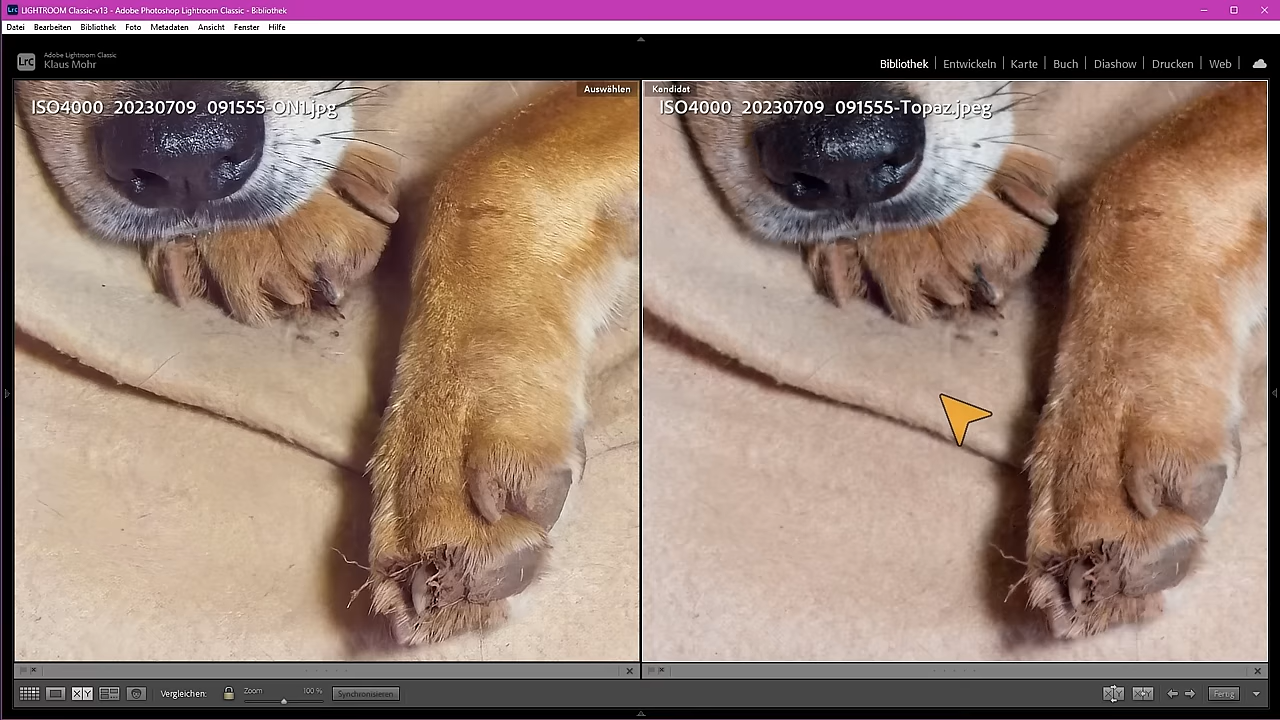 LIGHTROOM Classic-v13 - Adobe Photoshop Lightroom Classic - Bibliothek
Datei Bearbeiten Bibliothek Foto Metadaten Ansicht Fenster Hilfe
LrC
Adobe Lightroom Classic
Klaus Mohr
Bibliothek Entwickeln Karte Buch Diashow Drucken Web
Auswählen
ISO4000_20230709_091555-ON1.jpg
Kandidat
ISO4000_20230709_091555-Topaz.jpeg
X Y
Vergleichen:
Zoom 100 %
Synchronisieren
Fertig